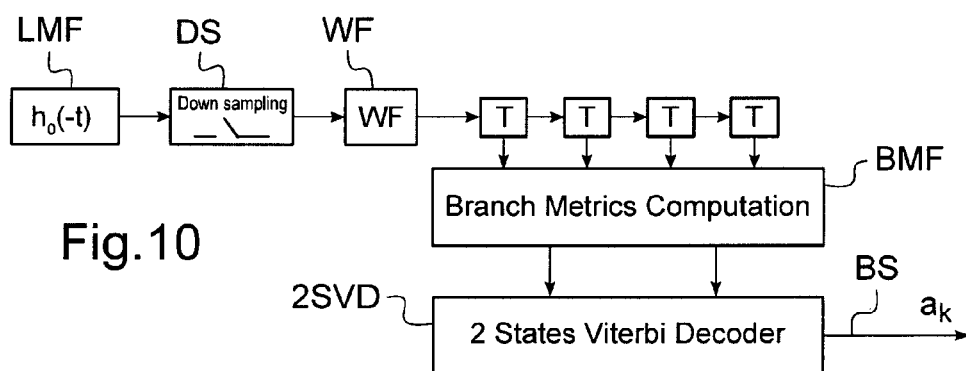 LMF DS WF
h₀(-t) Down sampling WF T T T T
BMF
Branch Metrics Computation
Fig.10
2SVD BS
2 States Viterbi Decoder aₖ